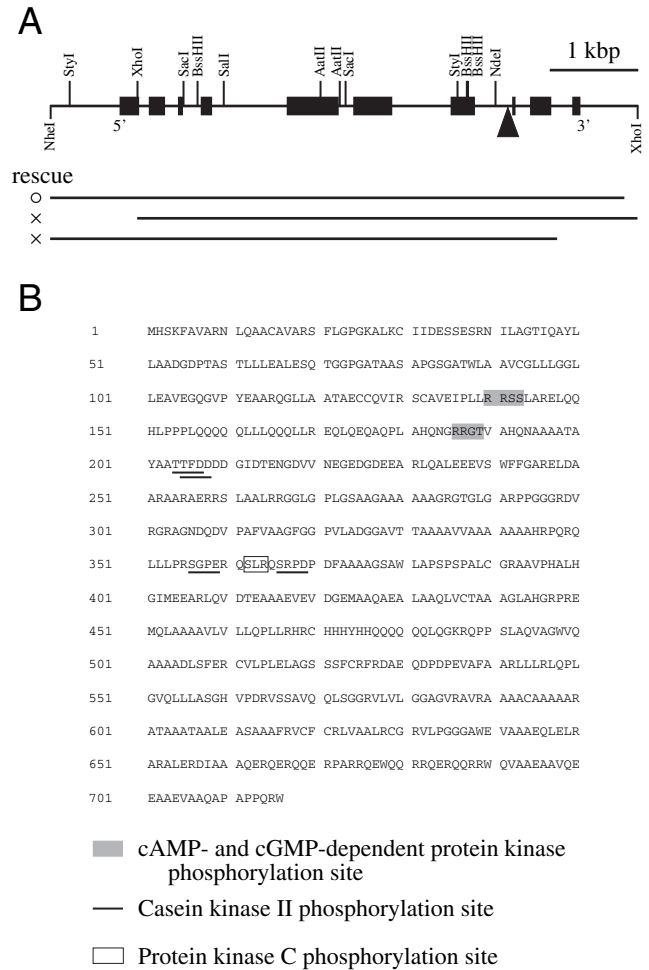 A
1 kbp
StyI XhoI SacI BssHII SalI AatII AatII SacI StyI BssHII BssHII NdeI
NheI 5’ 3’ XhoI
rescue
○
×
×
B
1 MHSKFAVARN LQAACAVARS FLGPGKALKC IIDESSESRN ILAGTIQAYL
51 LAADGDPTAS TLLLEALESQ TGGPGATAAS APGSGATWLA AVCGLLLGGL
101 LEAVEGQGVP YEAARQGLLA ATAECCQVIR SCAVEIPLLR RSSLARELQQ
151 HLPPPLQQQQ QLLLQQQLLR EQLQEQAQPL AHQNGRRGTV AHQNAAAATA
201 YAATTFDDDD GIDTENGDVV NEGEDGDEEA RLQALEEEVS WFFGARELDA
251 ARAARAERRS LAALRRGGLG PLGSAAGAAA AAAGRGTGLG ARPPGGGRDV
301 RGRAGNDQDV PAFVAAGFGG PVLADGGAVT TAAAAVVAAA AAAAHRPQRQ
351 LLLPRSGPER QSLRQSRPDP DFAAAAGSAW LAPSPSPALC GRAAVPHALH
401 GIMEEARLQV DTEAAAEVEV DGEMAAQAEA LAAQLVCTAA AGLAHGRPRE
451 MQLAAAAVLV LLQPLLRHRC HHHYHHQQQQ QQLQGKRQPP SLAQVAGWVQ
501 AAAADLSFER CVLPLELAGS SSFCRFRDAE QDPDPEVAFA ARLLLRLQPL
551 GVQLLLASGH VPDRVSSAVQ QLSGGRVLVL GGAGVRAVRA AAACAAAAAR
601 ATAAATAALE ASAAAFRVCF CRLVAALRCG RVLPGGGAWE VAAAEQLELR
651 ARALERDIAA AQERQERQQE RPARRQEWQQ RRQERQQRRW QVAAEAAVQE
701 EAAEVAAQAP APPQRW
cAMP- and cGMP-dependent protein kinase
phosphorylation site
Casein kinase II phosphorylation site
Protein kinase C phosphorylation site